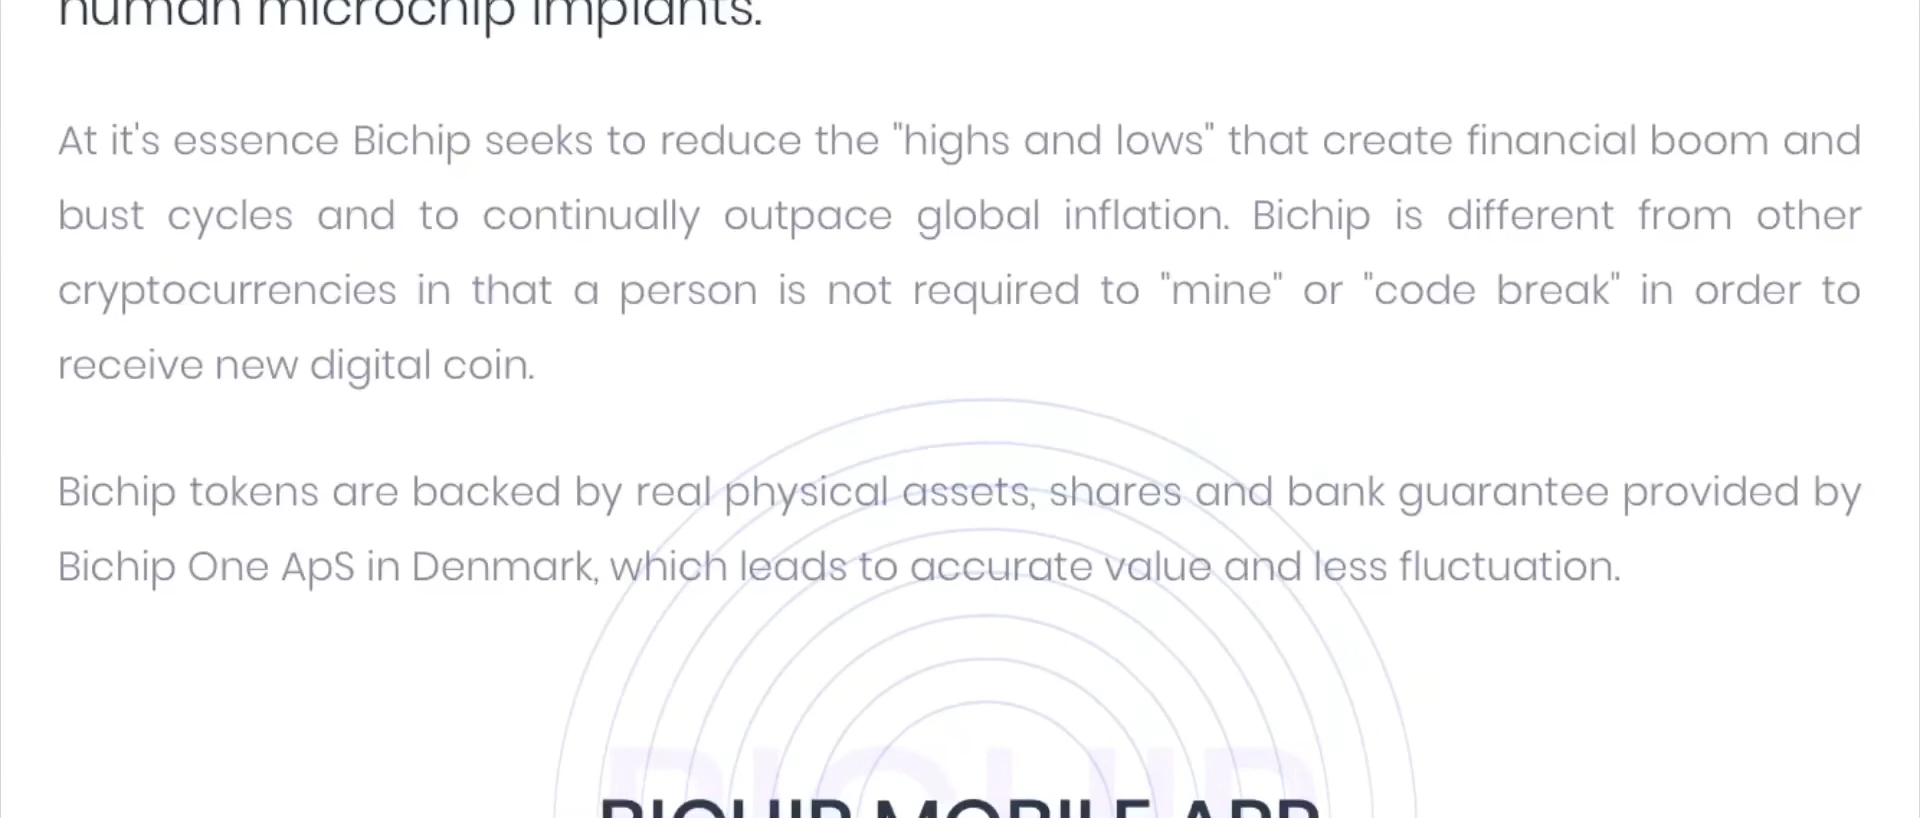 human microchip implants.
At it's essence Bichip seeks to reduce the "highs and lows" that create financial boom and
bust cycles and to continually outpace global inflation. Bichip is different from other
cryptocurrencies in that a person is not required to "mine" or "code break" in order to
receive new digital coin.
Bichip tokens are backed by real physical assets, shares and bank guarantee provided by
Bichip One ApS in Denmark, which leads to accurate value and less fluctuation.
BICHIP
BICHIP MOBILE APP